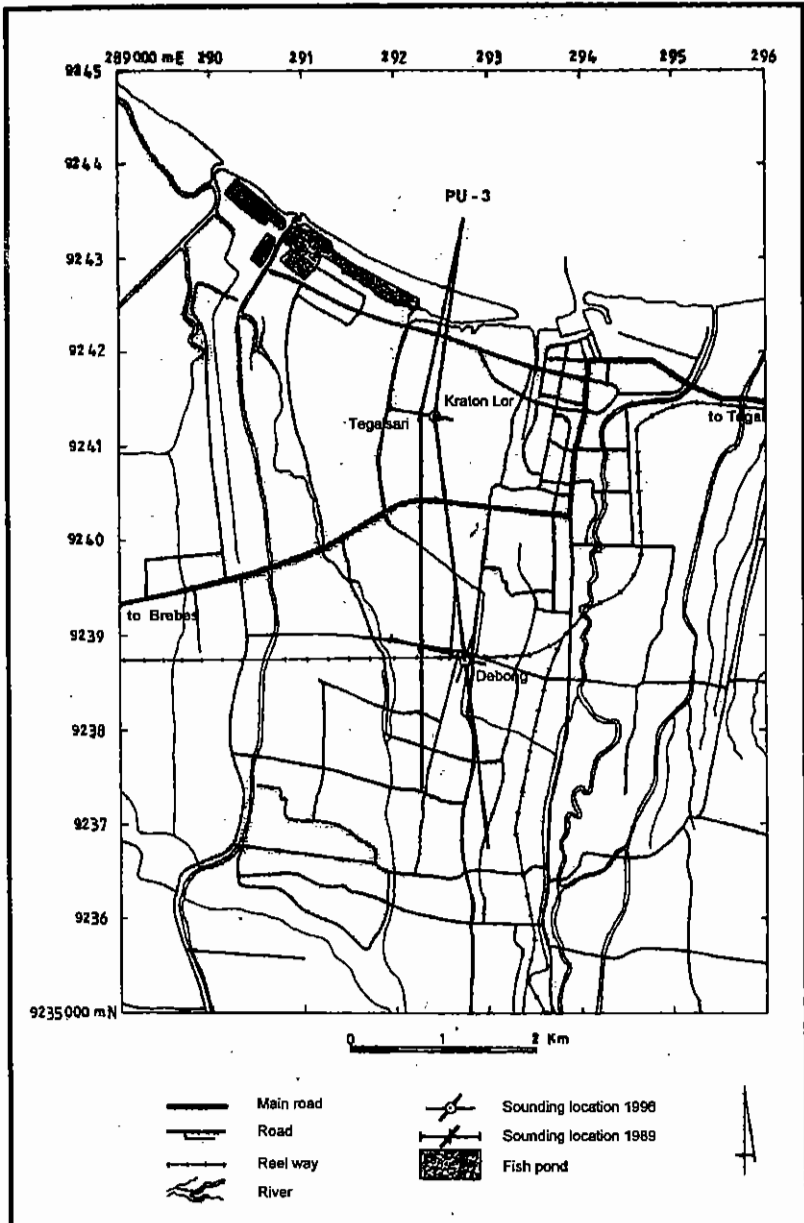 289 000 mE 290 291 292 293 294 295 296
9245
9244
PU - 3
9243
9242
Kraton Lor
Tegalsari
to Tegal
9241
9240
to Brebes
9239
Debong
9238
9237
9236
9235000 mN
0 1 2 Km
Main road
Road
Reel way
River
Sounding location 1996
Sounding location 1989
Fish pond